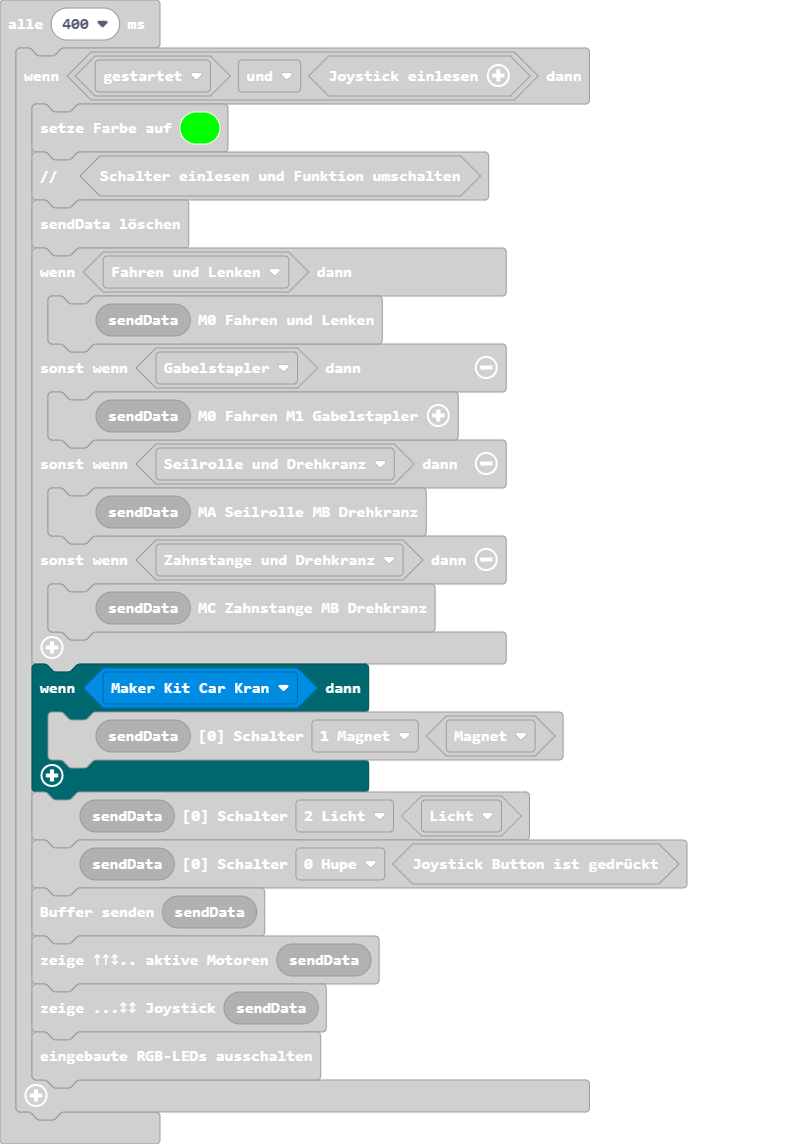 alle 400 ms
wenn gestartet und Joystick einlesen dann
setze Farbe auf
// Schalter einlesen und Funktion umschalten
sendData löschen
wenn Fahren und Lenken dann
sendData M0 Fahren und Lenken
sonst wenn Gabelstapler dann
sendData M0 Fahren M1 Gabelstapler
sonst wenn Seilrolle und Drehkranz dann
sendData MA Seilrolle MB Drehkranz
sonst wenn Zahnstange und Drehkranz dann
sendData MC Zahnstange MB Drehkranz
wenn Maker Kit Car Kran dann
sendData [0] Schalter 1 Magnet Magnet
sendData [0] Schalter 2 Licht Licht
sendData [0] Schalter 0 Hupe Joystick Button ist gedrückt
Buffer senden sendData
zeige ↑↑↕.. aktive Motoren sendData
zeige ...↕↕ Joystick sendData
eingebaute RGB-LEDs ausschalten